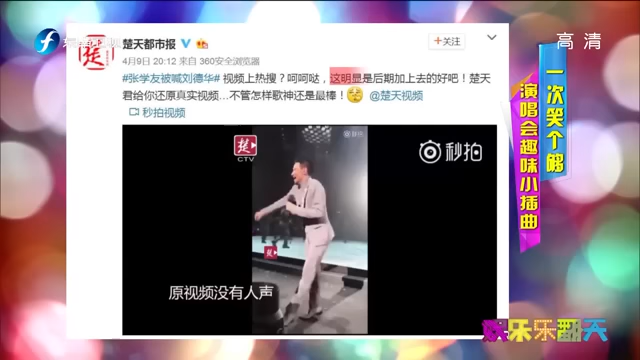 楚天都市报
4月9日 20:12 来自 360安全浏览器
+关注
#张学友被喊刘德华# 视频上热搜？呵呵哒，这明显是后期加上去的好吧！楚天
君给你还原真实视频…不管怎样歌神还是最棒！ @楚天视频
秒拍视频
楚
CTV
秒拍
楚
原视频没有人声
高清
一次笑个够
演唱会趣味小插曲
娱乐乐翻天